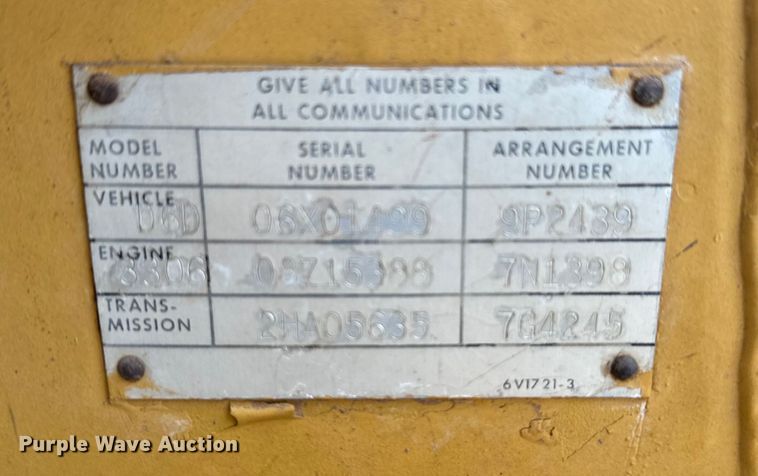 GIVE ALL NUMBERS IN
ALL COMMUNICATIONS
MODEL NUMBER SERIAL NUMBER ARRANGEMENT NUMBER
VEHICLE D6D 9P2439
ENGINE 3306 7N1398
TRANS-
MISSION 2HA05635 7G4245
6V1721-3
Purple Wave Auction